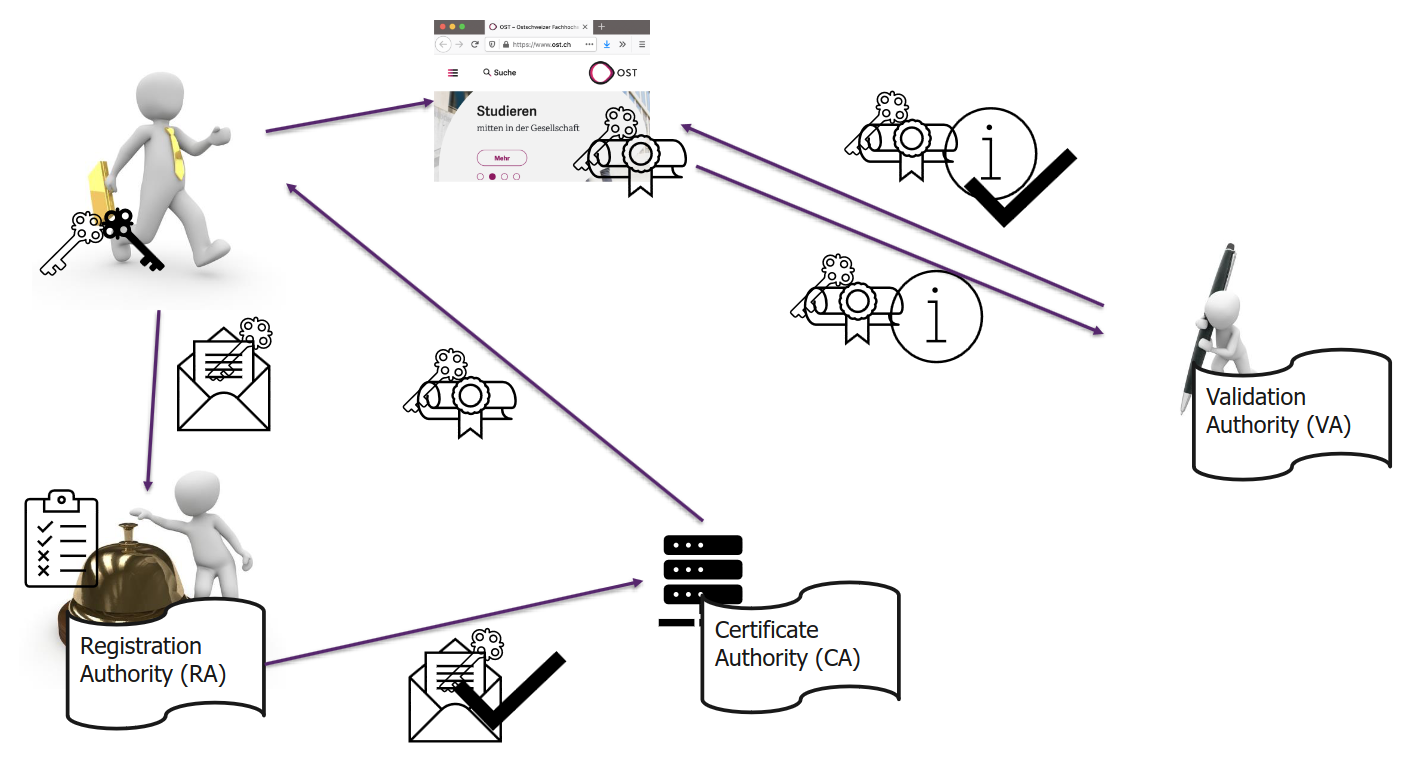 OST – Ostschweizer Fachhochs
https://www.ost.ch
Suche
OST
Studieren
mitten in der Gesellschaft
Mehr
i
i
Validation
Authority (VA)
Registration
Authority (RA)
Certificate
Authority (CA)